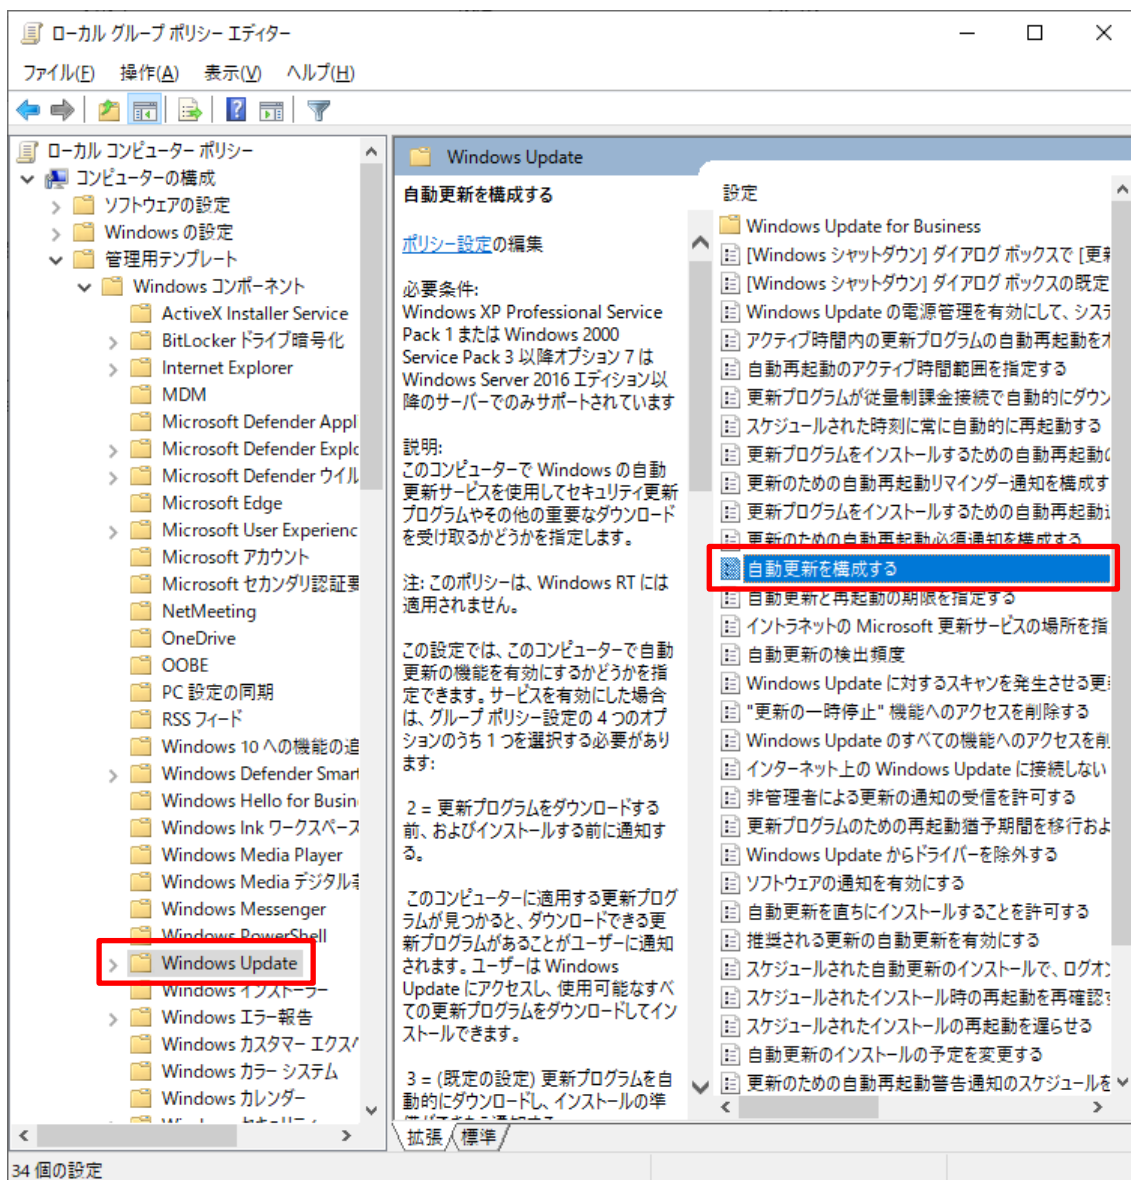 ローカル グループ ポリシー エディター
ファイル(F) 操作(A) 表示(V) ヘルプ(H)
ローカル コンピューター ポリシー
コンピューターの構成
ソフトウェアの設定
Windows の設定
管理用テンプレート
Windows コンポーネント
ActiveX Installer Service
BitLocker ドライブ暗号化
Internet Explorer
MDM
Microsoft Defender Appl
Microsoft Defender Explc
Microsoft Defender ウイル
Microsoft Edge
Microsoft User Experienc
Microsoft アカウント
Microsoft セカンダリ認証要
NetMeeting
OneDrive
OOBE
PC 設定の同期
RSS フィード
Windows 10 への機能の追
Windows Defender Smart
Windows Hello for Busin
Windows Ink ワークスペース
Windows Media Player
Windows Media デジタル
Windows Messenger
Windows PowerShell
Windows Update
Windows インストーラー
Windows エラー報告
Windows カスタマー エクスペ
Windows カラー システム
Windows カレンダー
Windows Update
自動更新を構成する
ポリシー設定の編集
必要条件:
Windows XP Professional Service
Pack 1 または Windows 2000
Service Pack 3 以降オプション 7 は
Windows Server 2016 エディション以
降のサーバーでのみサポートされています
説明:
このコンピューターで Windows の自動
更新サービスを使用してセキュリティ更新
プログラムやその他の重要なダウンロード
を受け取るかどうかを指定します。
注: このポリシーは、Windows RT には
適用されません。
この設定では、このコンピューターで自動
更新の機能を有効にするかどうかを指
定できます。サービスを有効にした場合
は、グループ ポリシー設定の 4 つのオプ
ションのうち 1 つを選択する必要があり
ます:
2 = 更新プログラムをダウンロードする
前、およびインストールする前に通知す
る。
このコンピューターに適用する更新プログ
ラムが見つかると、ダウンロードできる更
新プログラムがあることがユーザーに通知
されます。ユーザーは Windows
Update にアクセスし、使用可能なすべ
ての更新プログラムをダウンロードしてイン
ストールできます。
3 = (既定の設定) 更新プログラムを自
動的にダウンロードし、インストールの準
設定
Windows Update for Business
[Windows シャットダウン] ダイアログ ボックスで [更新
[Windows シャットダウン] ダイアログ ボックスの既定
Windows Update の電源管理を有効にして、システ
アクティブ時間内の更新プログラムの自動再起動をオ
自動再起動のアクティブ時間範囲を指定する
更新プログラムが従量制課金接続で自動的にダウン
スケジュールされた時刻に常に自動的に再起動する
更新プログラムをインストールするための自動再起動の
更新のための自動再起動リマインダー通知を構成す
更新プログラムをインストールするための自動再起動
更新のための自動再起動必須通知を構成する
自動更新を構成する
自動更新と再起動の期限を指定する
イントラネットの Microsoft 更新サービスの場所を指
自動更新の検出頻度
Windows Update に対するスキャンを発生させる更
"更新の一時停止" 機能へのアクセスを削除する
Windows Update のすべての機能へのアクセスを削
インターネット上の Windows Update に接続しない
非管理者による更新の通知の受信を許可する
更新プログラムのための再起動猶予期間を移行およ
Windows Update からドライバーを除外する
ソフトウェアの通知を有効にする
自動更新を直ちにインストールすることを許可する
推奨される更新の自動更新を有効にする
スケジュールされた自動更新のインストールで、ログオン
スケジュールされたインストール時の再起動を再確認す
スケジュールされたインストールの再起動を遅らせる
自動更新のインストールの予定を変更する
更新のための自動再起動警告通知のスケジュールを
拡張 標準
34 個の設定